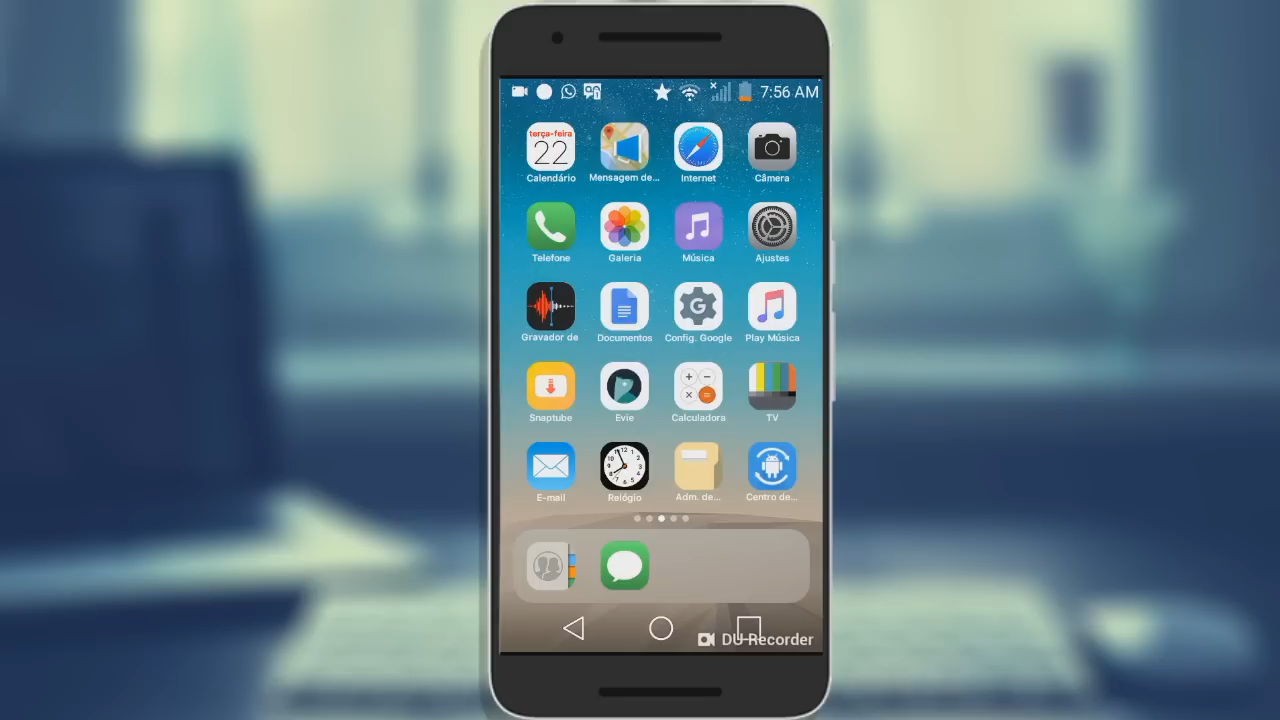 7:56 AM
terça-feira
22
Calendário
Mensagem de...
Internet
Câmera
Telefone
Galeria
Música
Ajustes
Gravador de
Documentos
G
Config. Google
Play Música
Snaptube
Evie
Calculadora
TV
E-mail
Relógio
Adm. de...
Centro de...
DU Recorder